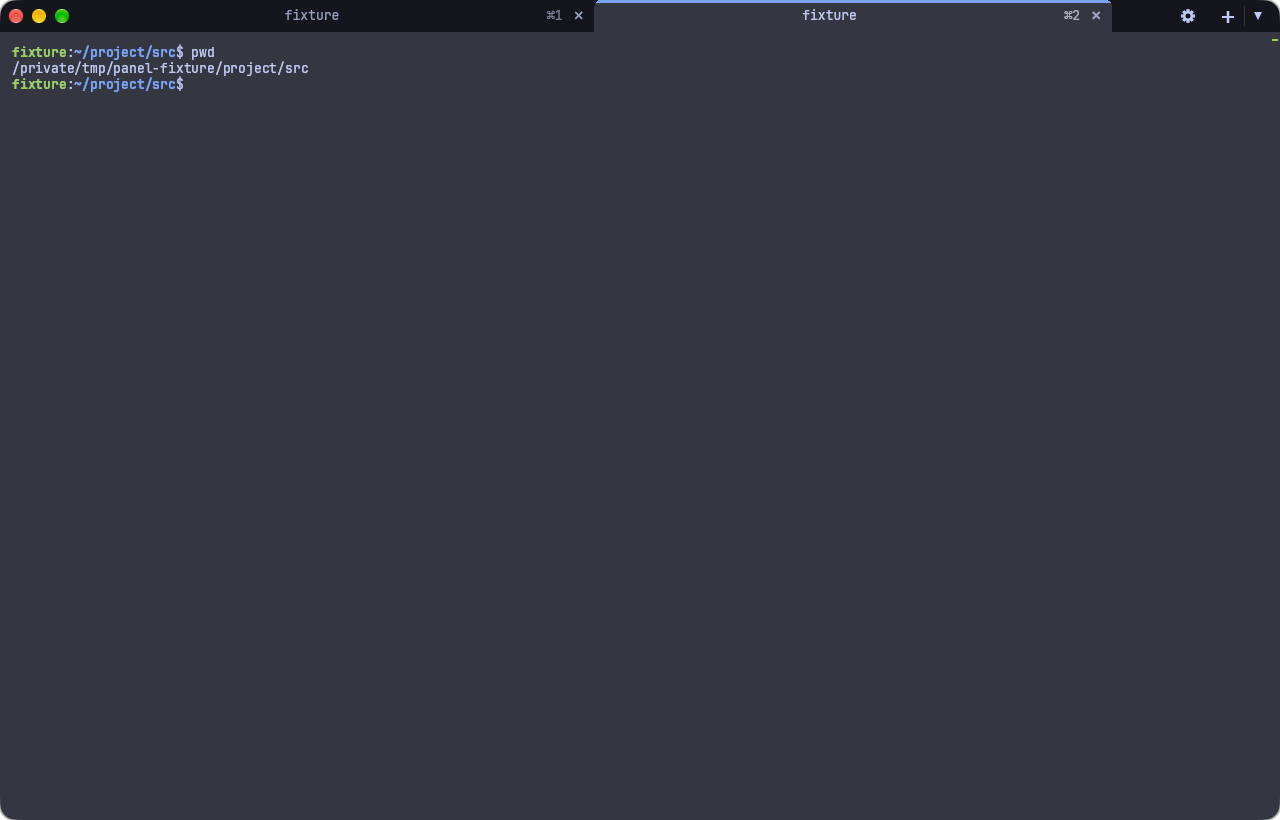 fixture ⌘1 ✕ fixture ⌘2 ✕
fixture:~/project/src$ pwd
/private/tmp/panel-fixture/project/src
fixture:~/project/src$